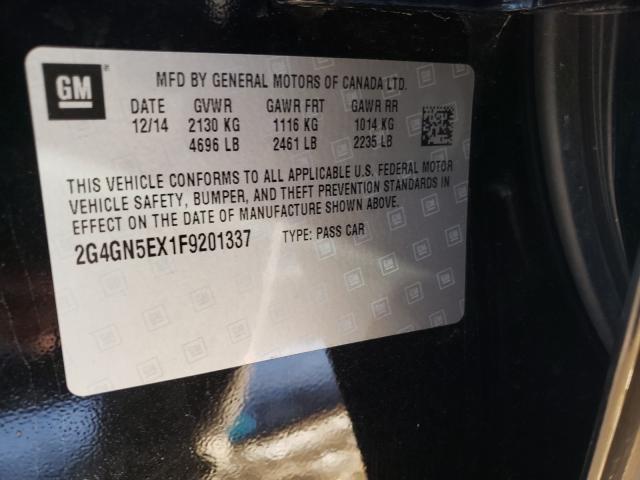 GM
MFD BY GENERAL MOTORS OF CANADA LTD.
DATE GVWR GAWR FRT GAWR RR
12/14 2130 KG 1116 KG 1014 KG
4696 LB 2461 LB 2235 LB
THIS VEHICLE CONFORMS TO ALL APPLICABLE U.S. FEDERAL MOTOR
VEHICLE SAFETY, BUMPER, AND THEFT PREVENTION STANDARDS IN
EFFECT ON THE DATE OF MANUFACTURE SHOWN ABOVE.
2G4GN5EX1F9201337 TYPE: PASS CAR